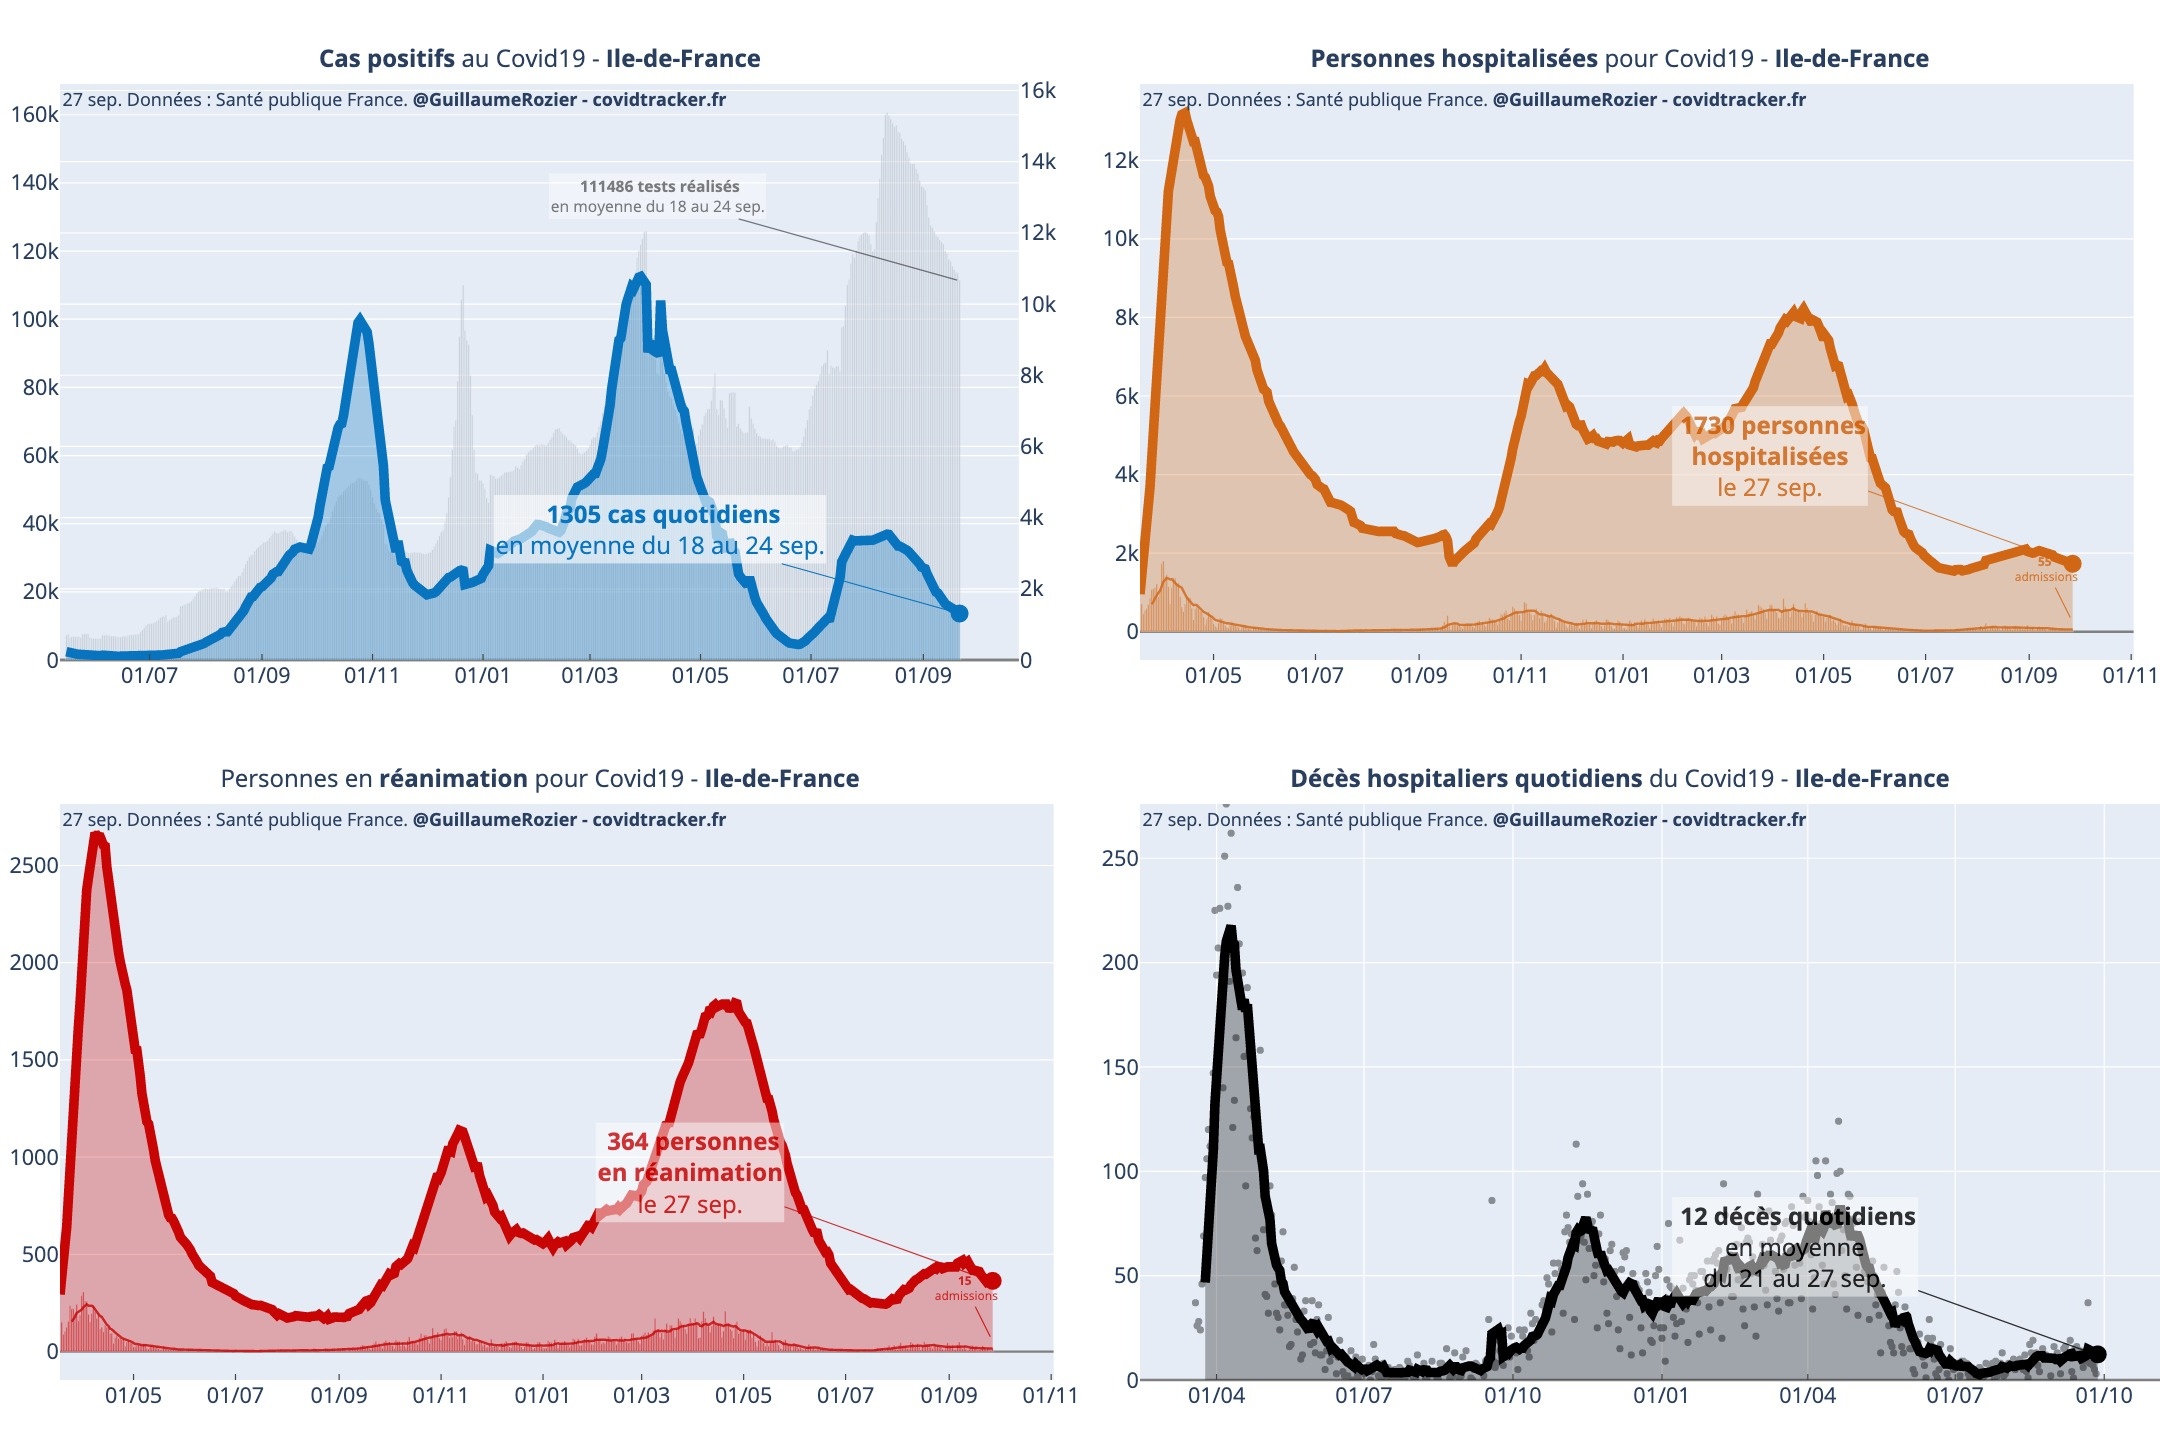 Cas positifs au Covid19 - Ile-de-France
27 sep. Données : Santé publique France. @GuillaumeRozier - covidtracker.fr
160k
140k
120k
100k
80k
60k
40k
20k
0
16k
14k
12k
10k
8k
6k
4k
2k
0
111486 tests réalisés
en moyenne du 18 au 24 sep.
1305 cas quotidiens
en moyenne du 18 au 24 sep.
01/07 01/09 01/11 01/01 01/03 01/05 01/07 01/09
Personnes hospitalisées pour Covid19 - Ile-de-France
27 sep. Données : Santé publique France. @GuillaumeRozier - covidtracker.fr
12k
10k
8k
6k
4k
2k
0
1730 personnes
hospitalisées
le 27 sep.
55
admissions
01/05 01/07 01/09 01/11 01/01 01/03 01/05 01/07 01/09 01/11
Personnes en réanimation pour Covid19 - Ile-de-France
27 sep. Données : Santé publique France. @GuillaumeRozier - covidtracker.fr
2500
2000
1500
1000
500
0
364 personnes
en réanimation
le 27 sep.
15
admissions
01/05 01/07 01/09 01/11 01/01 01/03 01/05 01/07 01/09 01/11
Décès hospitaliers quotidiens du Covid19 - Ile-de-France
27 sep. Données : Santé publique France. @GuillaumeRozier - covidtracker.fr
250
200
150
100
50
0
12 décès quotidiens
en moyenne
du 21 au 27 sep.
01/04 01/07 01/10 01/01 01/04 01/07 01/10